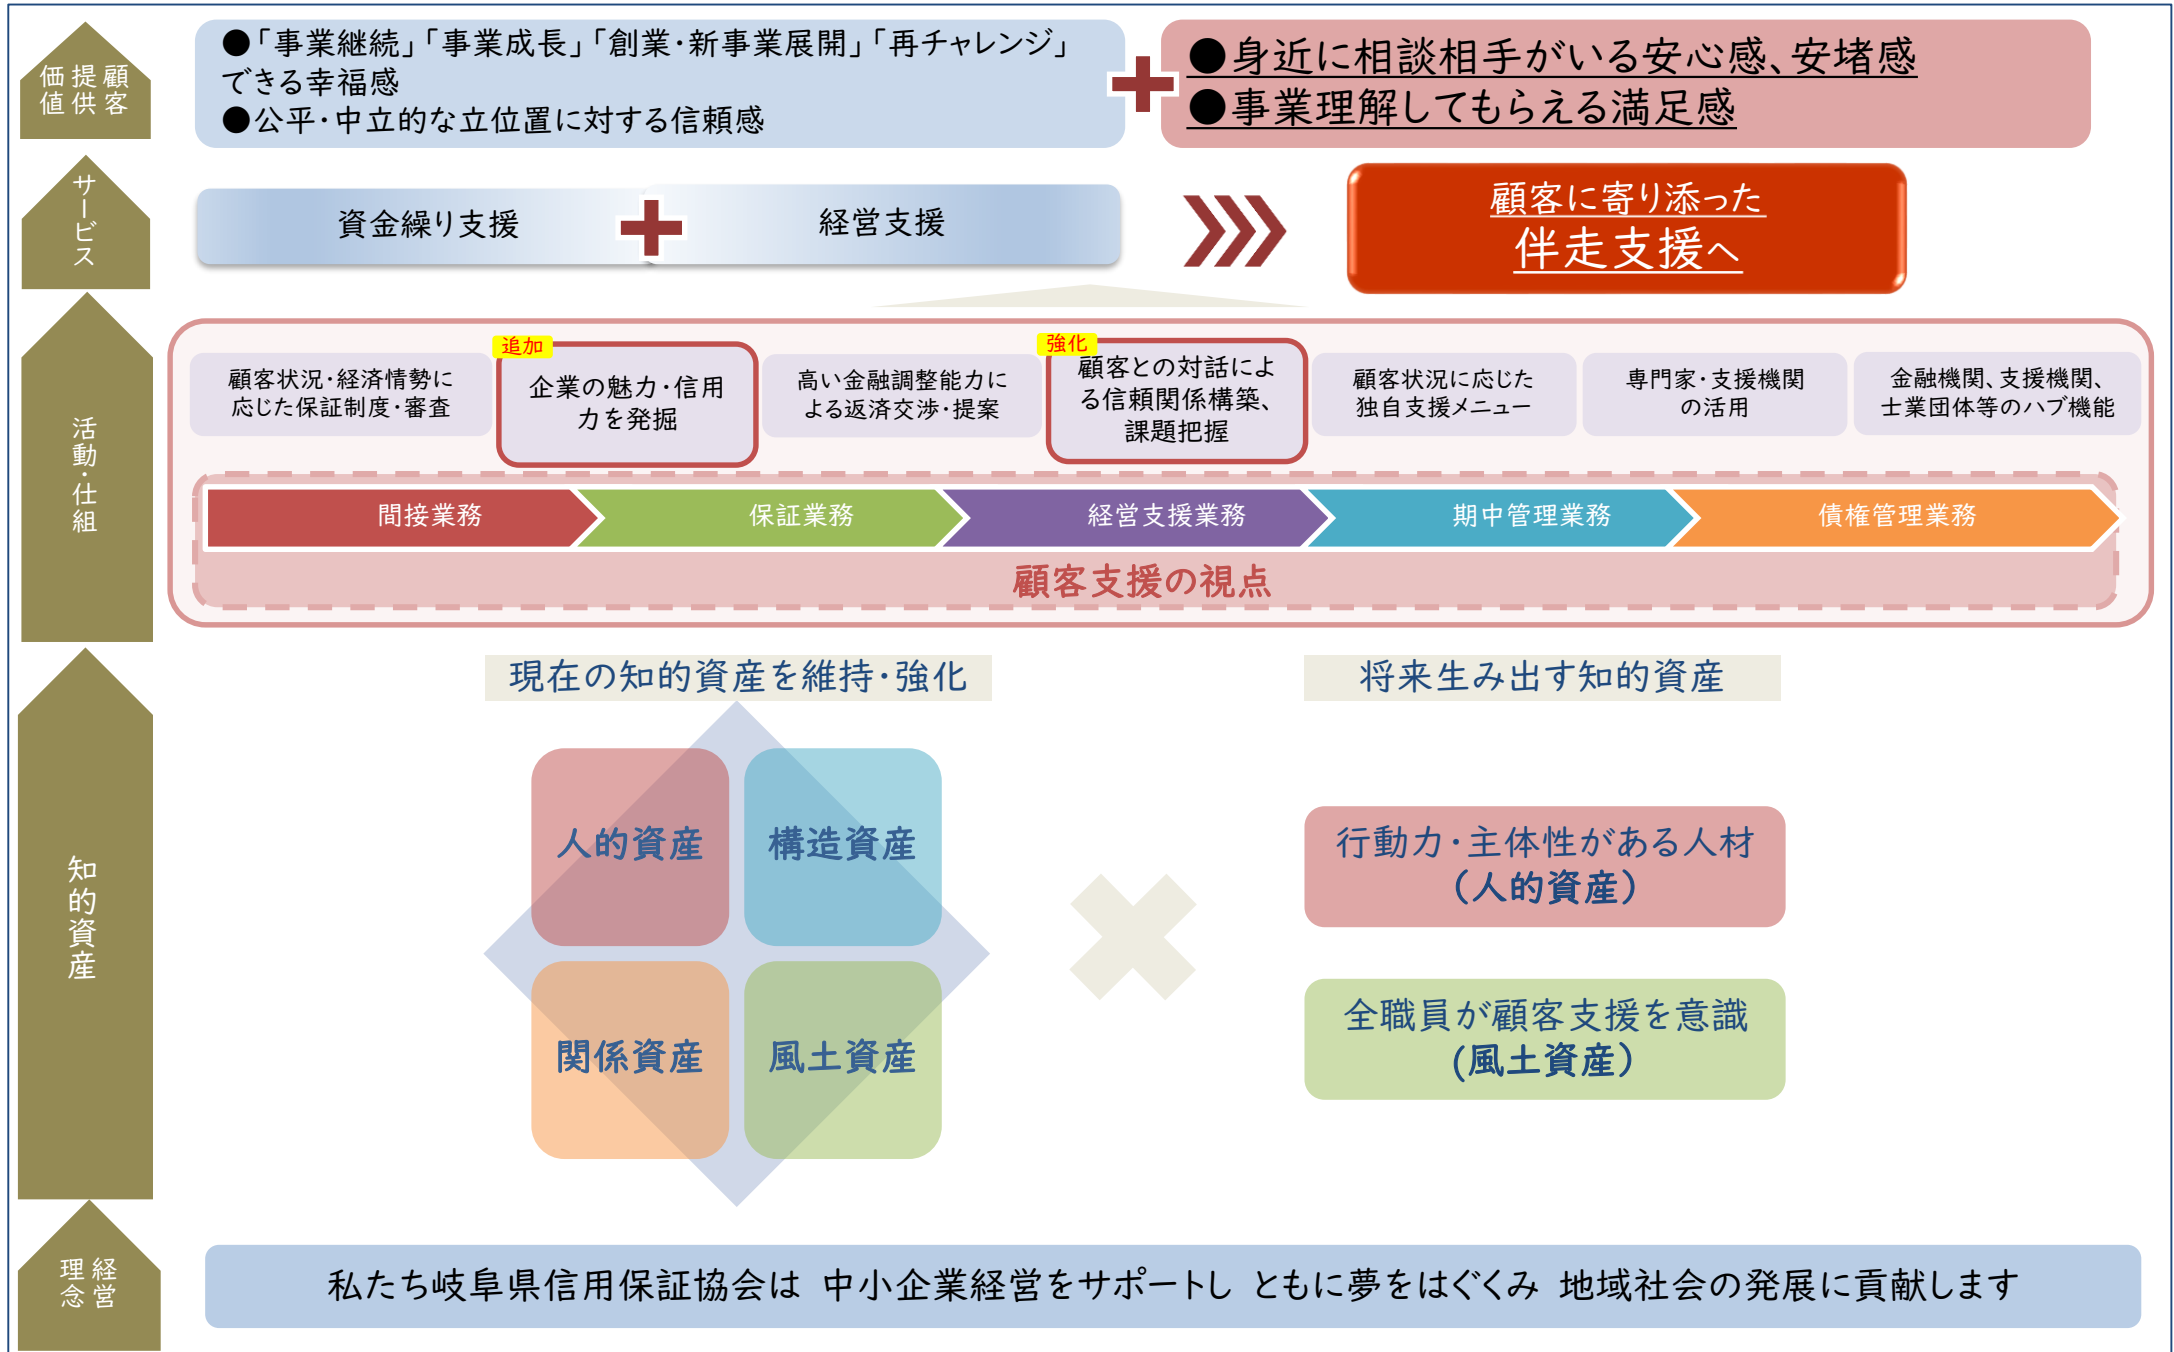 顧客
提供
価値
●「事業継続」「事業成長」「創業・新事業展開」「再チャレンジ」
できる幸福感
●公平・中立的な立位置に対する信頼感
●身近に相談相手がいる安心感、安堵感
●事業理解してもらえる満足感
サービス
資金繰り支援
経営支援
顧客に寄り添った
伴走支援へ
活動・仕組
顧客状況・経済情勢に
応じた保証制度・審査
追加
企業の魅力・信用
力を発掘
高い金融調整能力に
よる返済交渉・提案
強化
顧客との対話によ
る信頼関係構築、
課題把握
顧客状況に応じた
独自支援メニュー
専門家・支援機関
の活用
金融機関、支援機関、
士業団体等のハブ機能
間接業務
保証業務
経営支援業務
期中管理業務
債権管理業務
顧客支援の視点
知的資産
現在の知的資産を維持・強化
将来生み出す知的資産
人的資産
構造資産
関係資産
風土資産
行動力・主体性がある人材
(人的資産)
全職員が顧客支援を意識
(風土資産)
経営
理念
私たち岐阜県信用保証協会は 中小企業経営をサポートし ともに夢をはぐくみ 地域社会の発展に貢献します